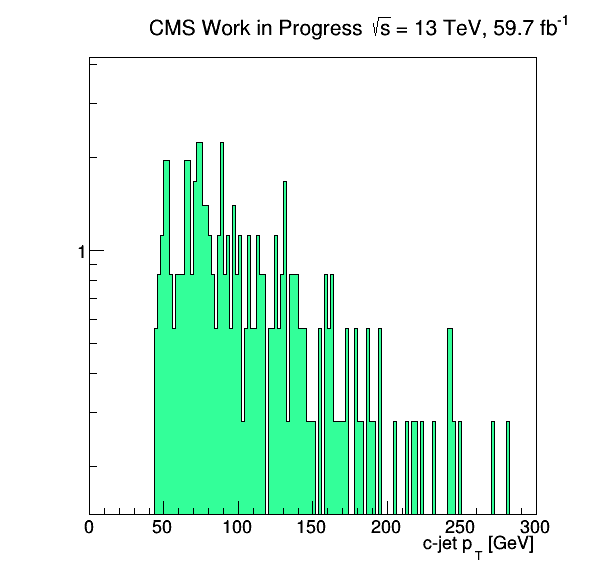 CMS Work in Progress √s = 13 TeV, 59.7 fb⁻¹
1
0 50 100 150 200 250 300
c-jet p_T [GeV]